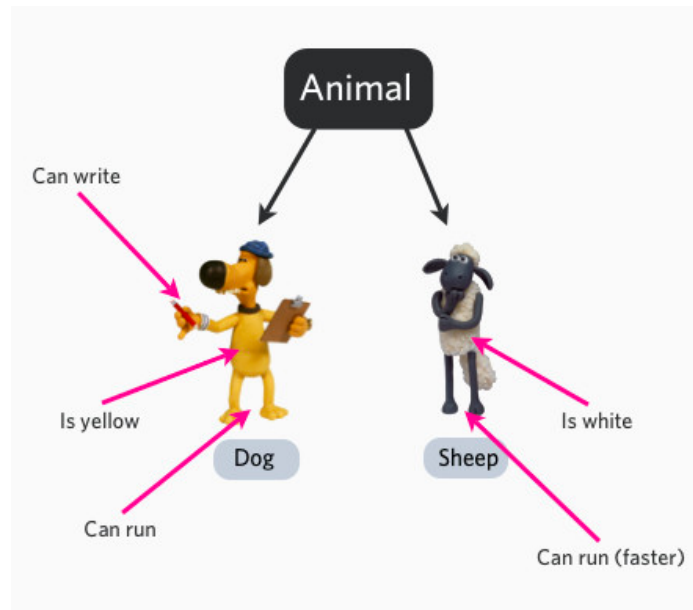 Animal
Can write
Is yellow
Is white
Dog
Sheep
Can run
Can run (faster)